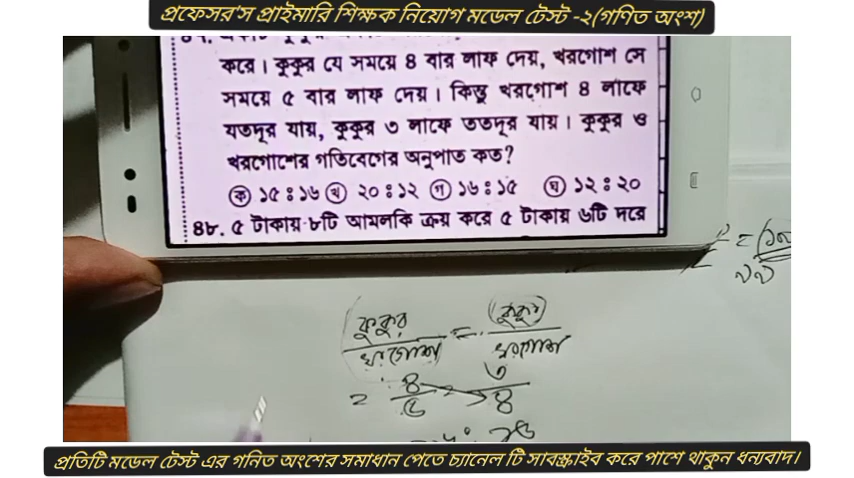 প্রফেসর'স প্রাইমারি শিক্ষক নিয়োগ মডেল টেস্ট -২(গণিত অংশ)
করে। কুকুর যে সময়ে ৪ বার লাফ দেয়, খরগোশ সে
সময়ে ৫ বার লাফ দেয়। কিন্তু খরগোশ ৪ লাফে
যতদূর যায়, কুকুর ৩ লাফে ততদূর যায়। কুকুর ও
খরগোশের গতিবেগের অনুপাত কত?
ক ১৫ : ১৬ খ ২০ : ১২ গ ১৬ : ১৫ ঘ ১২ : ২০
৪৮. ৫ টাকায় ৮টি আমলকি ক্রয় করে ৫ টাকায় ৬টি দরে
কুকুর = কুকুর
খরগোশ খরগোশ
= ৪ = ৩
৫ ৪
প্রতিটি মডেল টেস্ট এর গনিত অংশের সমাধান পেতে চ্যানেল টি সাবস্ক্রাইব করে পাশে থাকুন ধন্যবাদ।